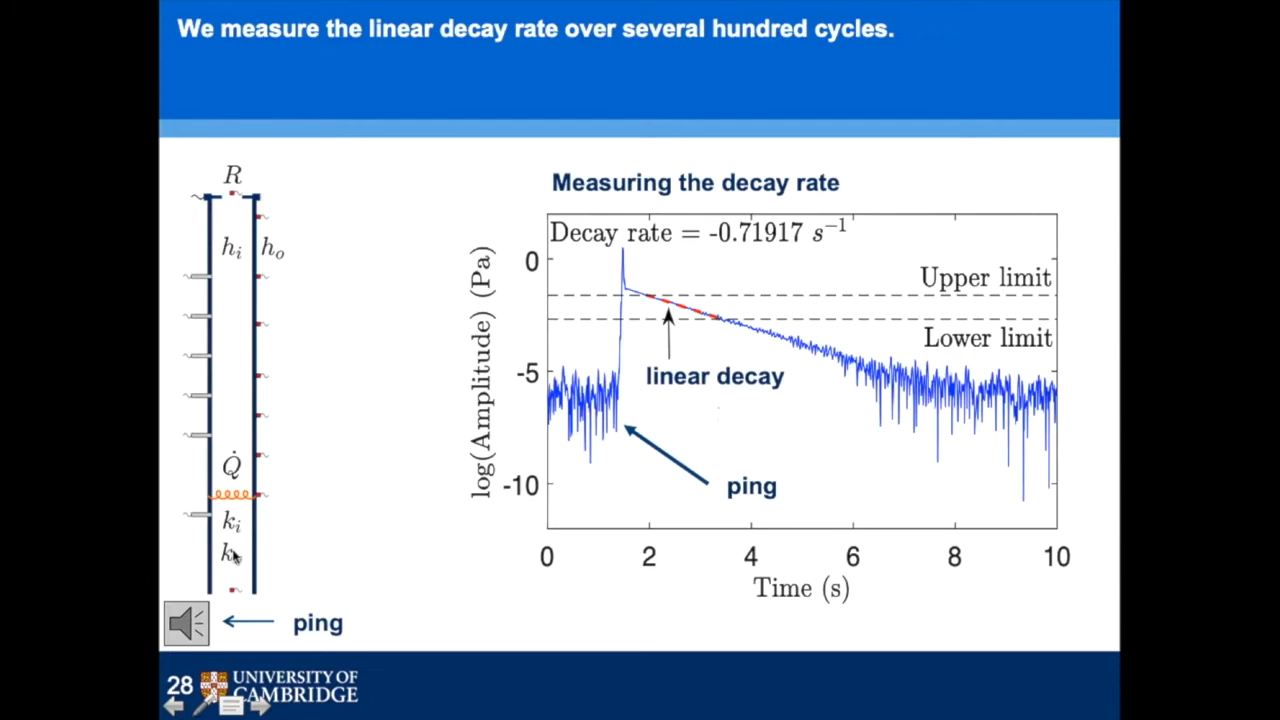 We measure the linear decay rate over several hundred cycles.
R
h_i h_o
Q̇
k_i
k
ping
Measuring the decay rate
Decay rate = -0.71917 s⁻¹
Upper limit
Lower limit
linear decay
ping
log(Amplitude) (Pa)
0
-5
-10
0 2 4 6 8 10
Time (s)
28
UNIVERSITY OF
CAMBRIDGE